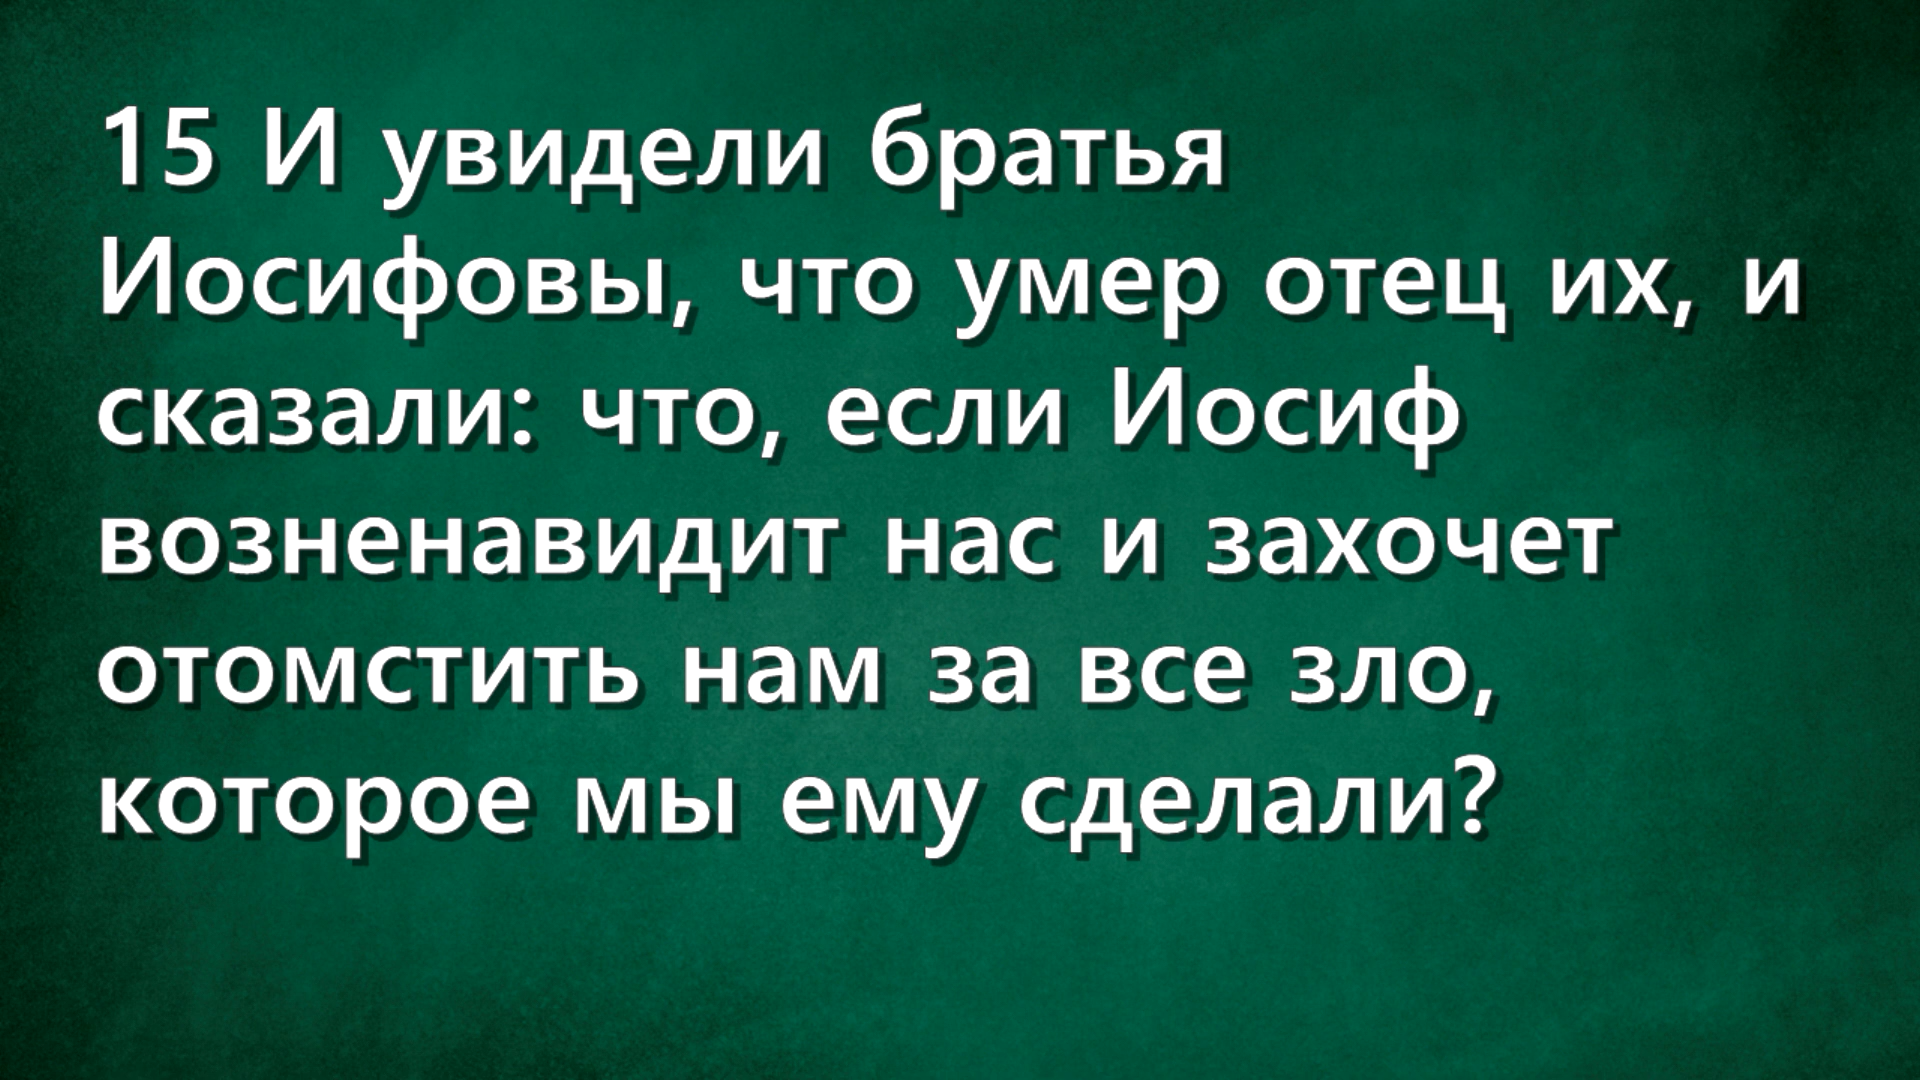 15 И увидели братья
Иосифовы, что умер отец их, и
сказали: что, если Иосиф
возненавидит нас и захочет
отомстить нам за все зло,
которое мы ему сделали?